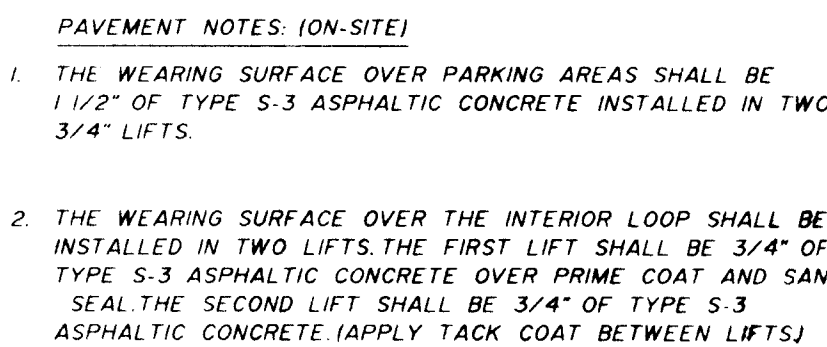 PAVEMENT NOTES: (ON-SITE)
1. THE WEARING SURFACE OVER PARKING AREAS SHALL BE
1 1/2" OF TYPE S-3 ASPHALTIC CONCRETE INSTALLED IN TWO
3/4" LIFTS.
2. THE WEARING SURFACE OVER THE INTERIOR LOOP SHALL BE
INSTALLED IN TWO LIFTS. THE FIRST LIFT SHALL BE 3/4" OF
TYPE S-3 ASPHALTIC CONCRETE OVER PRIME COAT AND SAN
SEAL. THE SECOND LIFT SHALL BE 3/4" OF TYPE S-3
ASPHALTIC CONCRETE. (APPLY TACK COAT BETWEEN LIFTS)